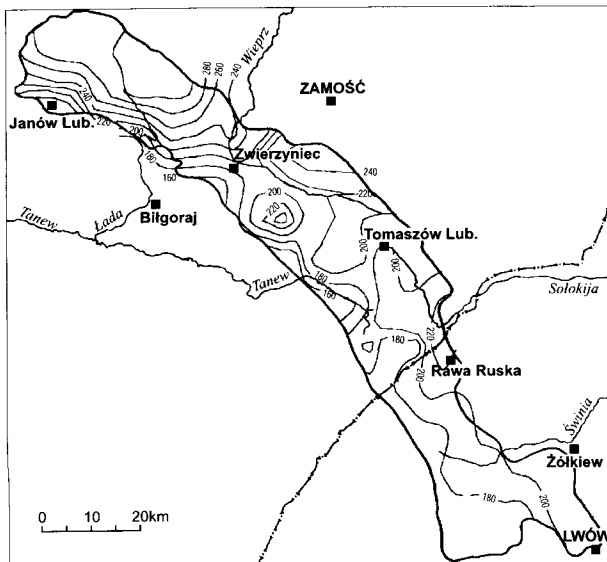 Wieprz
280
260
240
ZAMOŚĆ
240
Janów Lub.
220
200
180
Zwierzyniec
240
160
220
200
220
Łada
Biłgoraj
Tanew
200
Tomaszów Lub.
200
Tanew
180
160
Sołokija
220
180
200
Rawa Ruska
Świnia
Żółkiew
180
200
0 10 20km
LWÓW